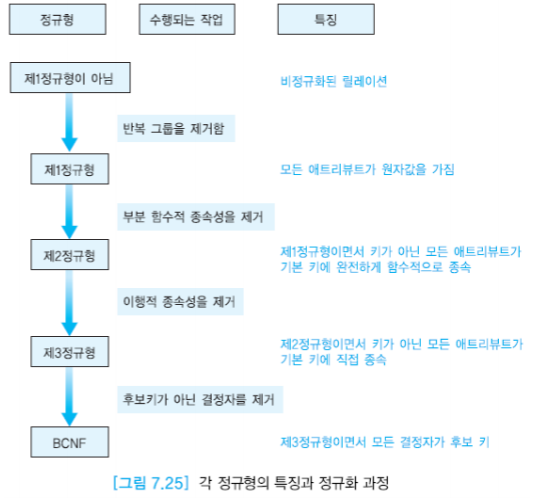 정규형 수행되는 작업 특징
제1정규형이 아님 비정규화된 릴레이션
반복 그룹을 제거함
제1정규형 모든 애트리뷰트가 원자값을 가짐
부분 함수적 종속성을 제거
제2정규형 제1정규형이면서 키가 아닌 모든 애트리뷰트가
기본 키에 완전하게 함수적으로 종속
이행적 종속성을 제거
제3정규형 제2정규형이면서 키가 아닌 모든 애트리뷰트가
기본 키에 직접 종속
후보키가 아닌 결정자를 제거
BCNF 제3정규형이면서 모든 결정자가 후보 키
[그림 7.25] 각 정규형의 특징과 정규화 과정